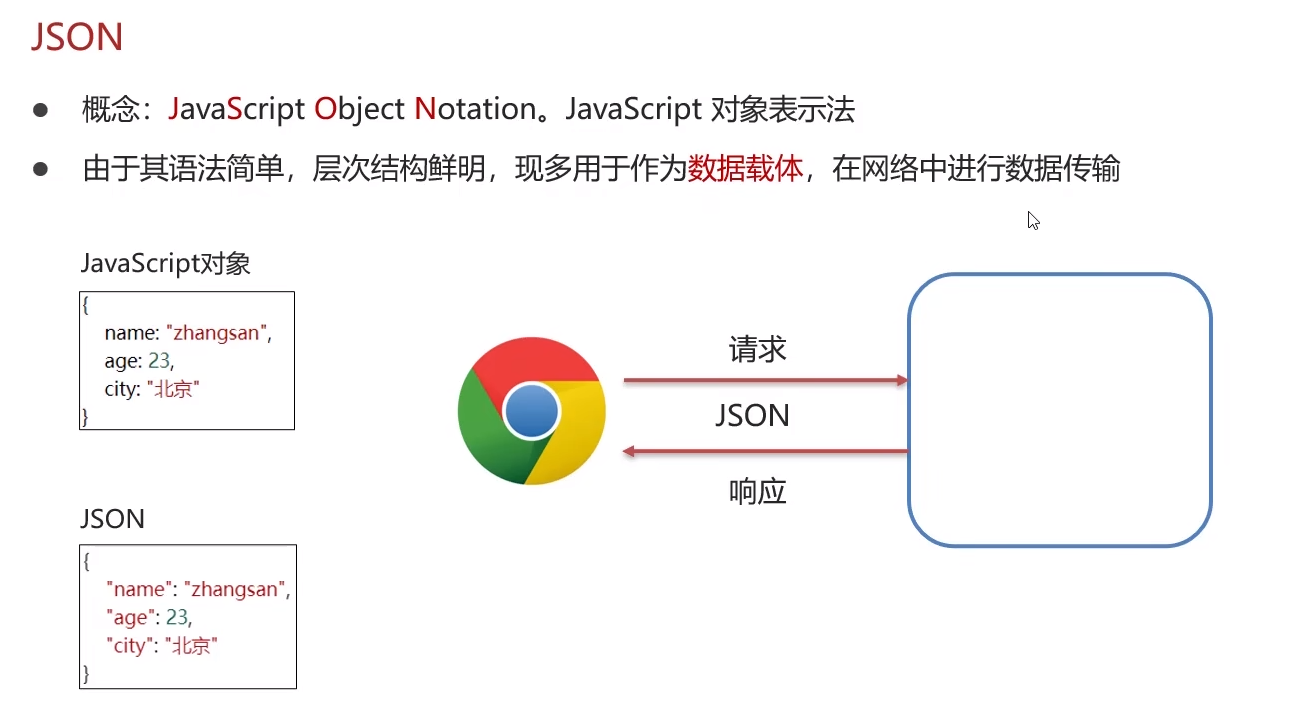 JSON
概念：JavaScript Object Notation。JavaScript 对象表示法
由于其语法简单，层次结构鲜明，现多用于作为数据载体，在网络中进行数据传输
JavaScript对象
{
name: "zhangsan",
age: 23,
city: "北京"
}
请求
JSON
响应
JSON
{
"name": "zhangsan",
"age": 23,
"city": "北京"
}